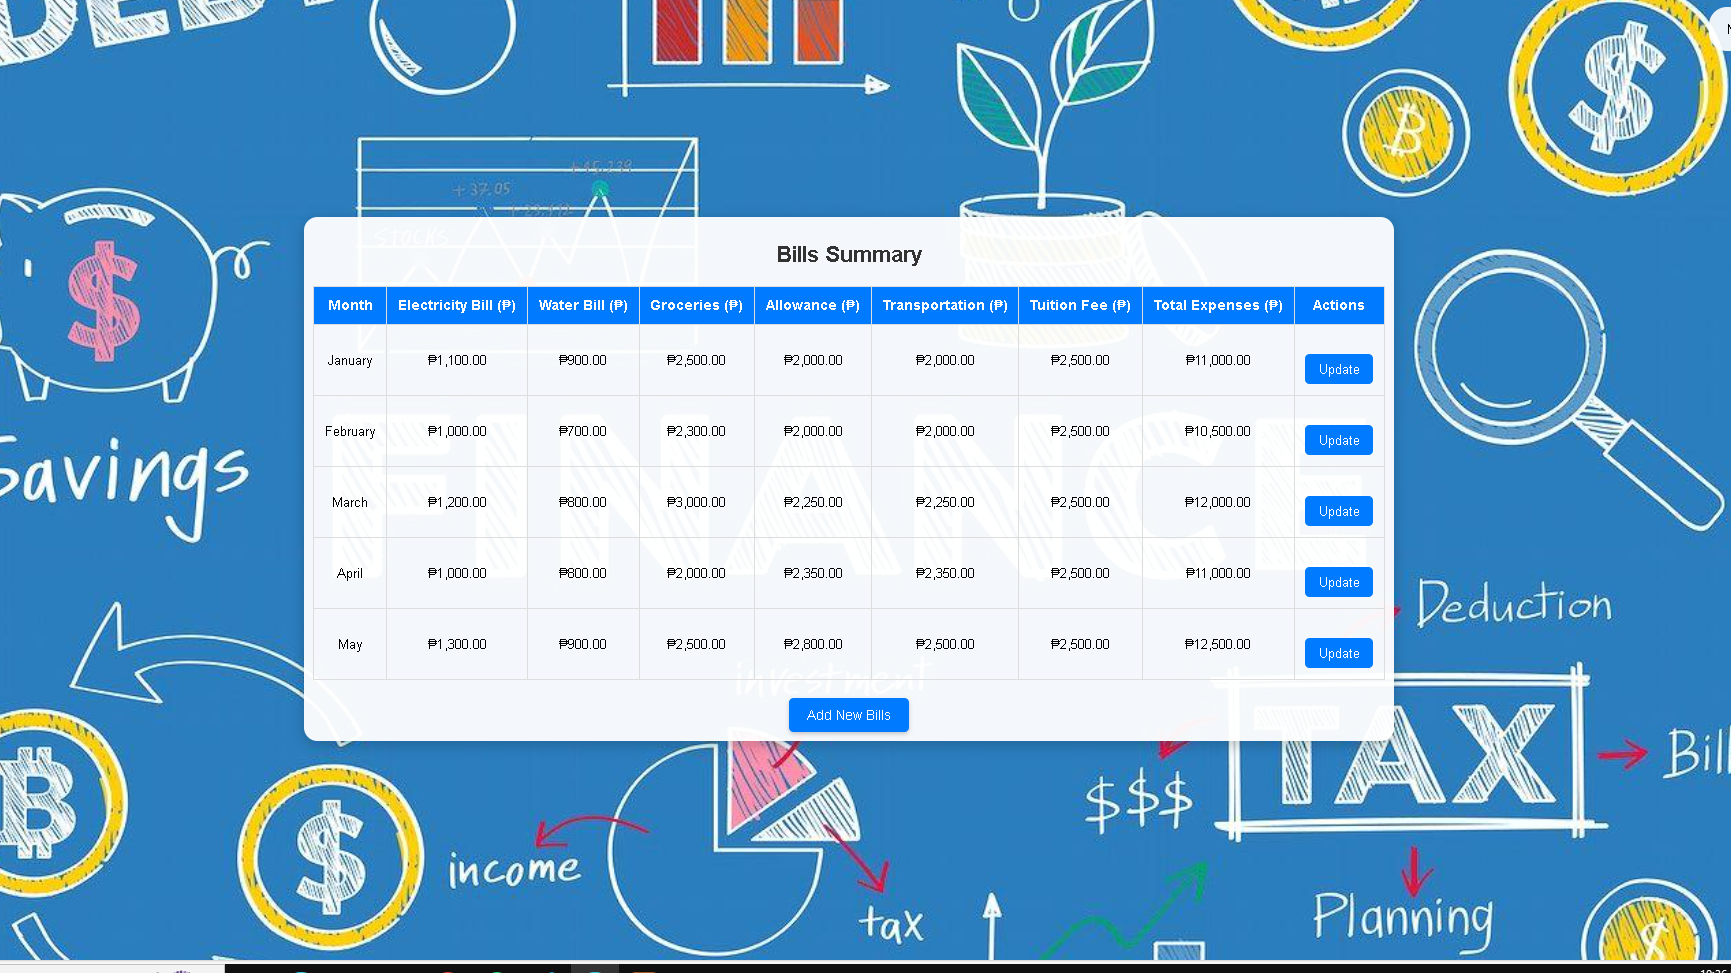 DEBT
+45.239
+37.05
STOCKS
Bills Summary
Month Electricity Bill (₱) Water Bill (₱) Groceries (₱) Allowance (₱) Transportation (₱) Tuition Fee (₱) Total Expenses (₱) Actions
January ₱1,100.00 ₱900.00 ₱2,500.00 ₱2,000.00 ₱2,000.00 ₱2,500.00 ₱11,000.00 Update
February ₱1,000.00 ₱700.00 ₱2,300.00 ₱2,000.00 ₱2,000.00 ₱2,500.00 ₱10,500.00 Update
March ₱1,200.00 ₱800.00 ₱3,000.00 ₱2,250.00 ₱2,250.00 ₱2,500.00 ₱12,000.00 Update
April ₱1,000.00 ₱800.00 ₱2,000.00 ₱2,350.00 ₱2,350.00 ₱2,500.00 ₱11,000.00 Update
May ₱1,300.00 ₱900.00 ₱2,500.00 ₱2,800.00 ₱2,500.00 ₱2,500.00 ₱12,500.00 Update
Add New Bills
FINANCE
Savings
investment
Deduction
TAX
Bill
$$$
income
tax
Planning